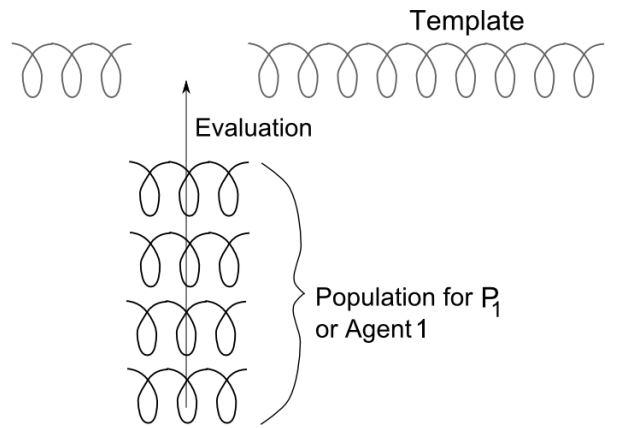 Template
Evaluation
Population for P1
or Agent 1